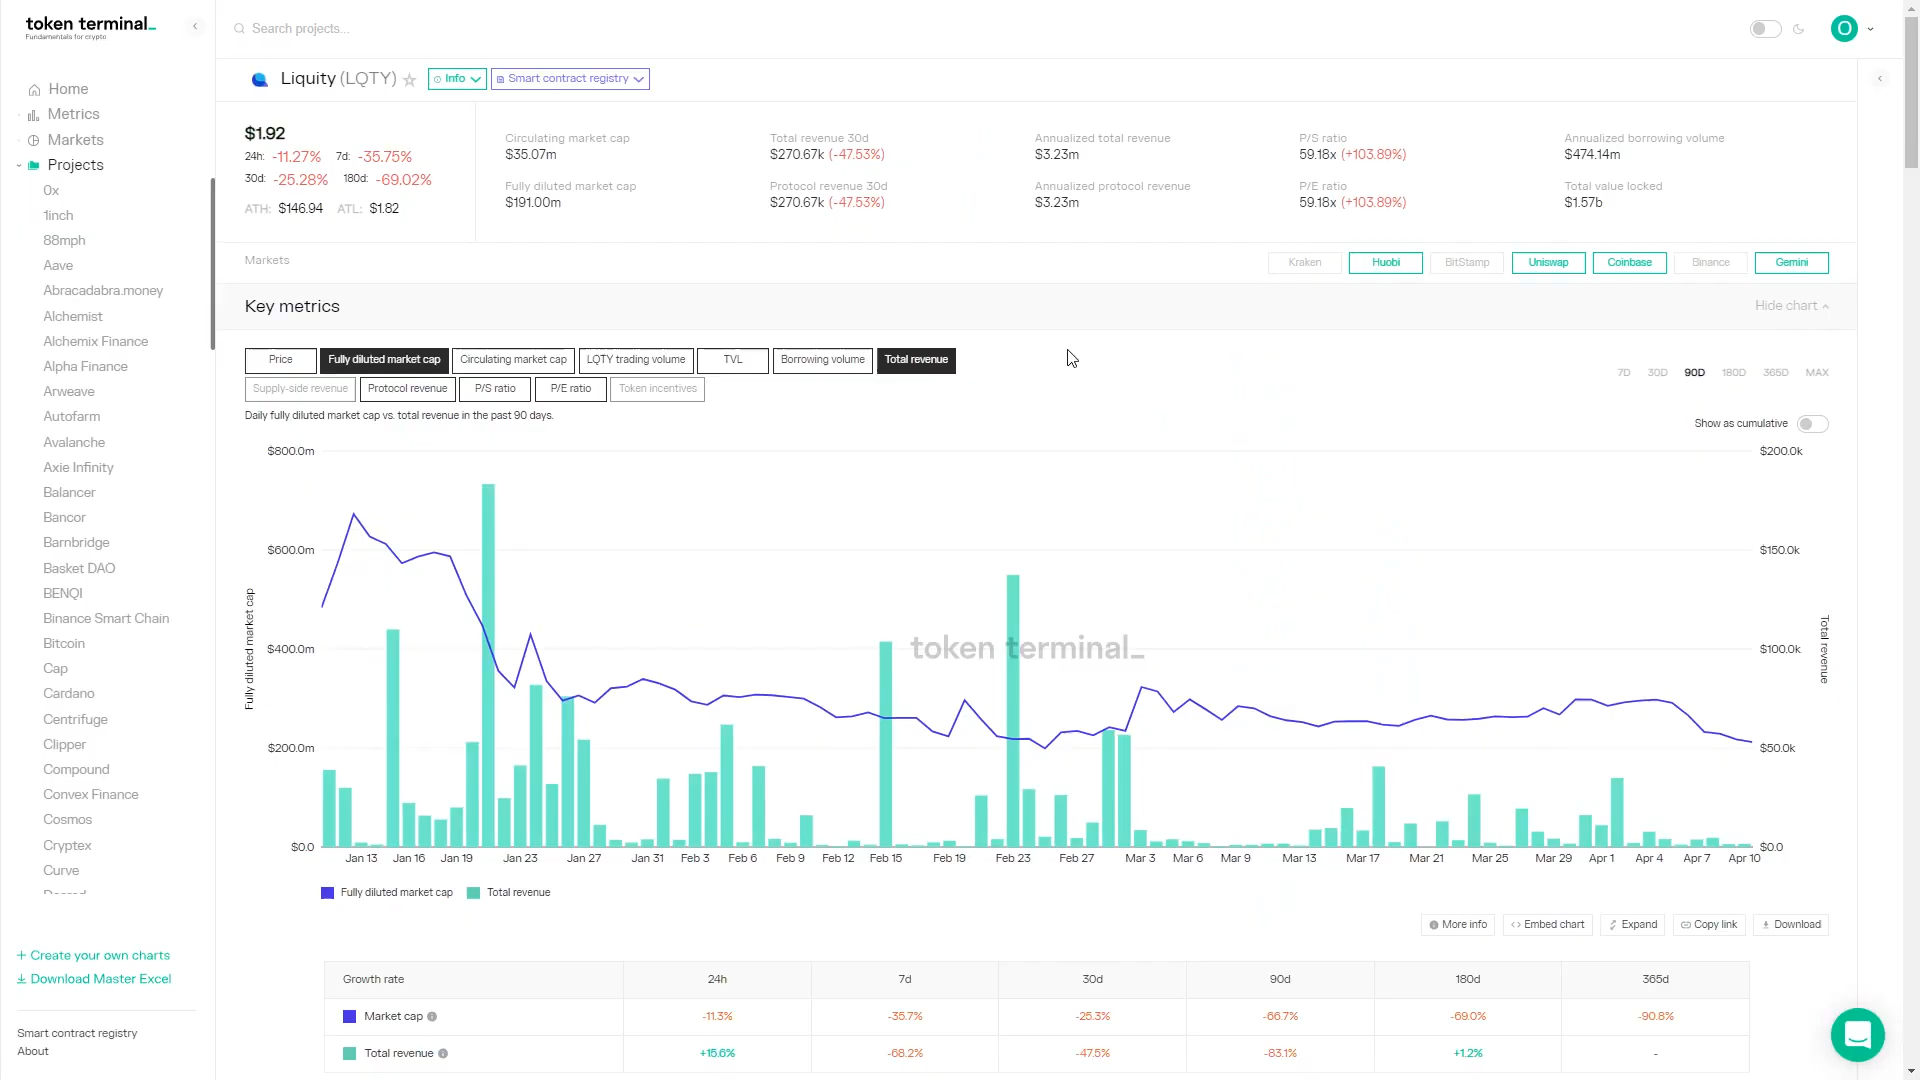 token terminal_
Fundamentals for crypto
Search projects...
O
Home
Metrics
Markets
Projects
0x
1inch
88mph
Aave
Abracadabra.money
Alchemist
Alchemix Finance
Alpha Finance
Arweave
Autofarm
Avalanche
Axie Infinity
Balancer
Bancor
Barnbridge
Basket DAO
BENQI
Binance Smart Chain
Bitcoin
Cap
Cardano
Centrifuge
Clipper
Compound
Convex Finance
Cosmos
Cryptex
Curve
+ Create your own charts
Download Master Excel
Smart contract registry
About
Liquity (LQTY)
Info
Smart contract registry
$1.92
24h: -11.27% 7d: -35.75%
30d: -25.28% 180d: -69.02%
ATH: $146.94 ATL: $1.82
Circulating market cap
$35.07m
Fully diluted market cap
$191.00m
Total revenue 30d
$270.67k (-47.53%)
Protocol revenue 30d
$270.67k (-47.53%)
Annualized total revenue
$3.23m
Annualized protocol revenue
$3.23m
P/S ratio
59.18x (+103.89%)
P/E ratio
59.18x (+103.89%)
Annualized borrowing volume
$474.14m
Total value locked
$1.57b
Markets
Kraken Huobi BitStamp Uniswap Coinbase Binance Gemini
Key metrics
Hide chart
Price Fully diluted market cap Circulating market cap LQTY trading volume TVL Borrowing volume Total revenue
Supply-side revenue Protocol revenue P/S ratio P/E ratio Token incentives
7D 30D 90D 180D 365D MAX
Daily fully diluted market cap vs. total revenue in the past 90 days.
Show as cumulative
$800.0m
$600.0m
$400.0m
$200.0m
$0.0
Fully diluted market cap
token terminal_
$200.0k
$150.0k
$100.0k
$50.0k
$0.0
Total revenue
Jan 13 Jan 16 Jan 19 Jan 23 Jan 27 Jan 31 Feb 3 Feb 6 Feb 9 Feb 12 Feb 15 Feb 19 Feb 23 Feb 27 Mar 3 Mar 6 Mar 9 Mar 13 Mar 17 Mar 21 Mar 25 Mar 29 Apr 1 Apr 4 Apr 7 Apr 10
Fully diluted market cap Total revenue
More info Embed chart Expand Copy link Download
Growth rate 24h 7d 30d 90d 180d 365d
Market cap -11.3% -35.7% -25.3% -66.7% -69.0% -90.8%
Total revenue +15.6% -68.2% -47.5% -83.1% +1.2% -